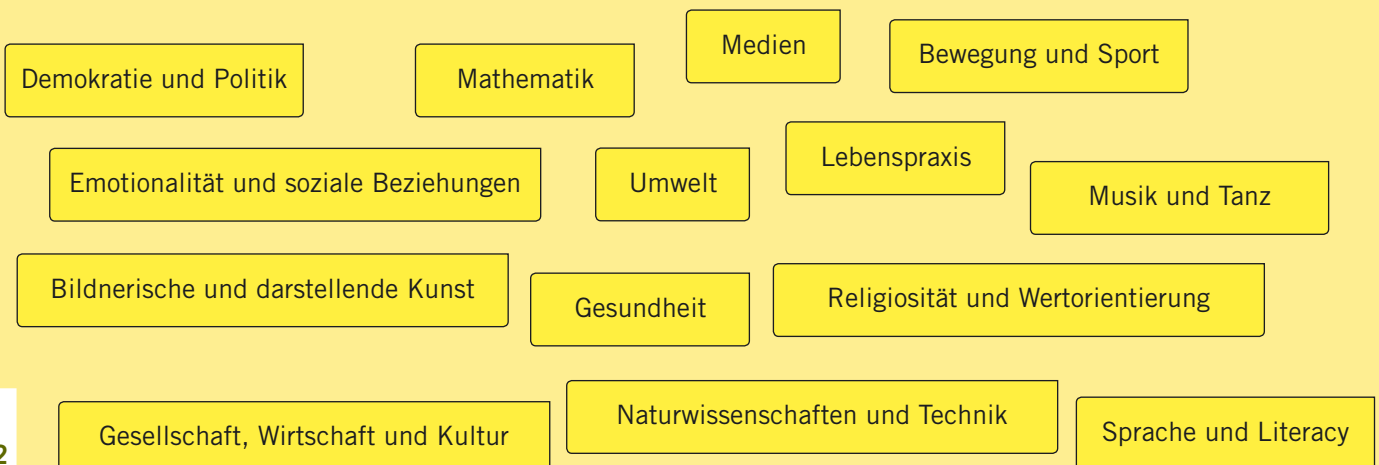 Medien
Bewegung und Sport
Demokratie und Politik
Mathematik
Lebenspraxis
Emotionalität und soziale Beziehungen
Umwelt
Musik und Tanz
Bildnerische und darstellende Kunst
Gesundheit
Religiosität und Wertorientierung
Naturwissenschaften und Technik
Gesellschaft, Wirtschaft und Kultur
Sprache und Literacy
2